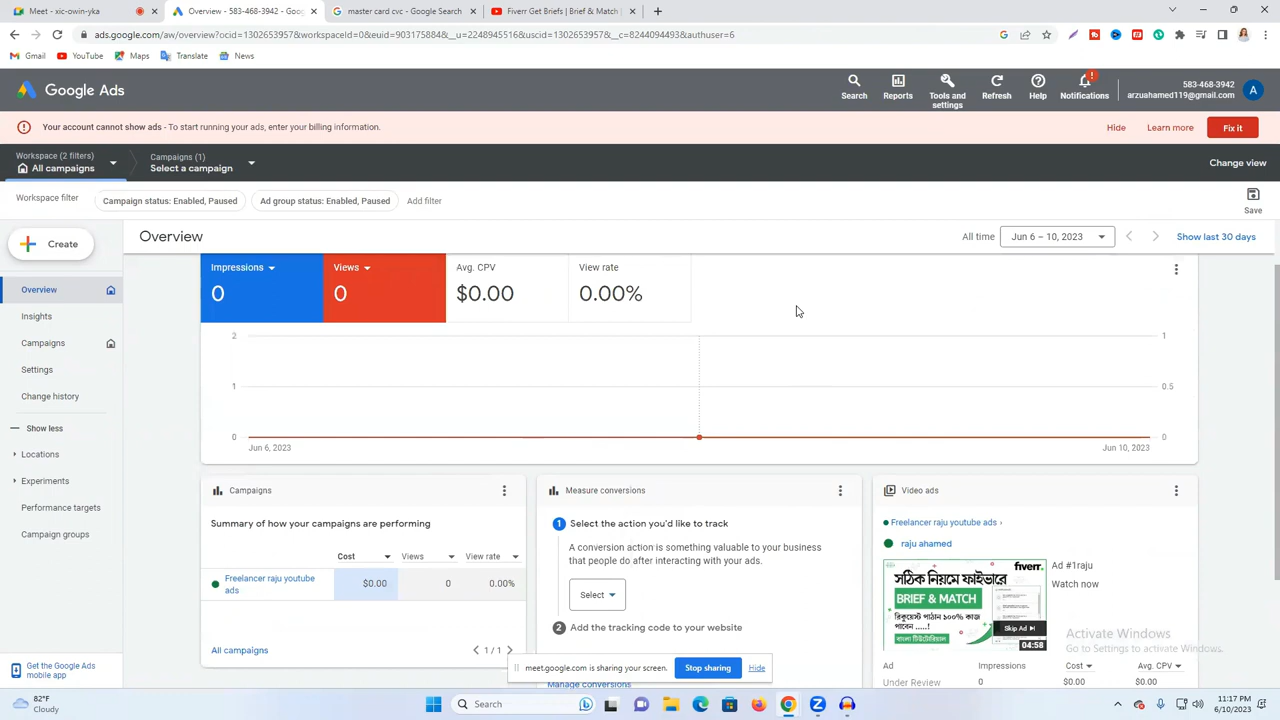 Meet - xic-owin-yka
Overview - 583-468-3942 - Goog
master card cvc - Google Search
Fiverr Get Briefs | Brief & Match |
ads.google.com/aw/overview?ocid=1302653957&workspaceId=0&euid=903175884&__u=2248945516&uscid=1302653957&__c=8244094493&authuser=6
Gmail
YouTube
Maps
Translate
News
Google Ads
Search
Reports
Tools and settings
Refresh
Help
Notifications
583-468-3942
arzuahamed119@gmail.com
A
Your account cannot show ads - To start running your ads, enter your billing information.
Hide
Learn more
Fix it
Workspace (2 filters)
All campaigns
Campaigns (1)
Select a campaign
Change view
Workspace filter
Campaign status: Enabled, Paused
Ad group status: Enabled, Paused
Add filter
Save
Create
Overview
All time
Jun 6 – 10, 2023
Show last 30 days
Overview
Insights
Campaigns
Settings
Change history
Show less
Locations
Experiments
Performance targets
Campaign groups
Get the Google Ads
mobile app
Impressions
0
Views
0
Avg. CPV
$0.00
View rate
0.00%
2
1
1
0.5
0
0
Jun 6, 2023
Jun 10, 2023
Campaigns
Summary of how your campaigns are performing
Cost
Views
View rate
Freelancer raju youtube
ads
$0.00
0
0.00%
All campaigns
1 / 1
Measure conversions
1 Select the action you'd like to track
A conversion action is something valuable to your business
that people do after interacting with your ads.
Select
2 Add the tracking code to your website
Manage conversions
Video ads
Freelancer raju youtube ads ›
raju ahamed
সঠিক নিয়মে ফাইভারে
BRIEF & MATCH
রিকুয়েস্ট পাঠান ১০০% কাজ
পাবেন .....!
বাংলা টিউটোরিয়াল
fiverr.
Skip Ad
04:58
Ad #1raju
Watch now
Ad
Impressions
Cost
Avg. CPV
Under Review
0
$0.00
$0.00
Activate Windows
Go to Settings to activate Windows.
meet.google.com is sharing your screen.
Stop sharing
Hide
82°F
Cloudy
Search
11:17 PM
6/10/2023